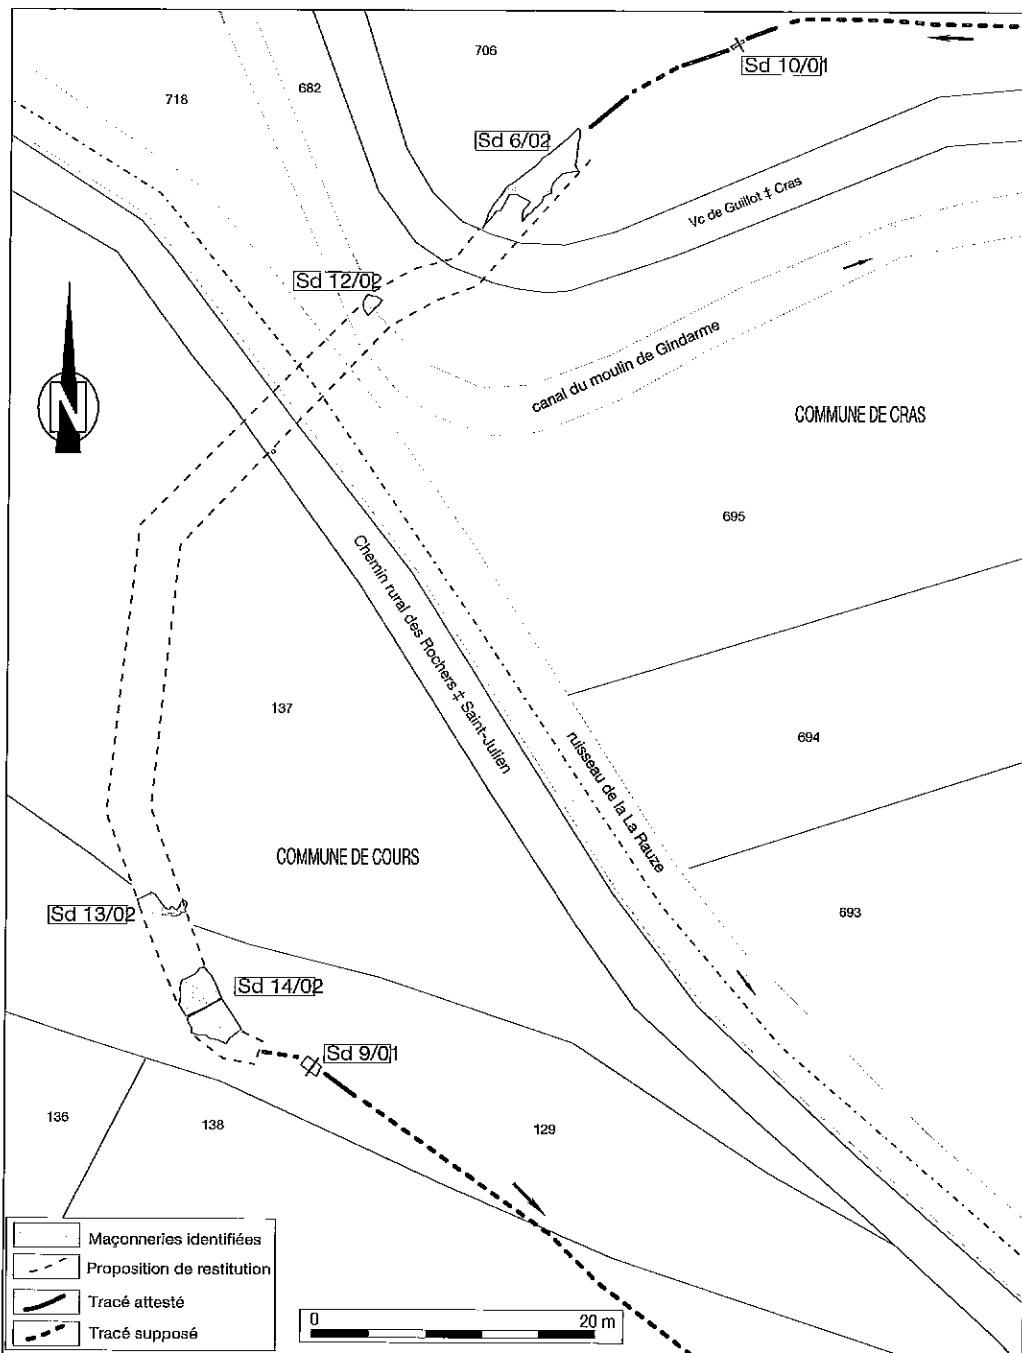 706
Sd 10/01
682
718
Sd 6/02
Vc de Guillot ‡ Cras
Sd 12/02
canal du moulin de Gindarme
N
COMMUNE DE CRAS
695
Chemin rural des Rochers ‡ Saint-Julien
137
694
ruisseau de la La Rauze
COMMUNE DE COURS
693
Sd 13/02
Sd 14/02
Sd 9/01
136
138
129
Maçonneries identifiées
Proposition de restitution
Tracé attesté
Tracé supposé
0 20 m